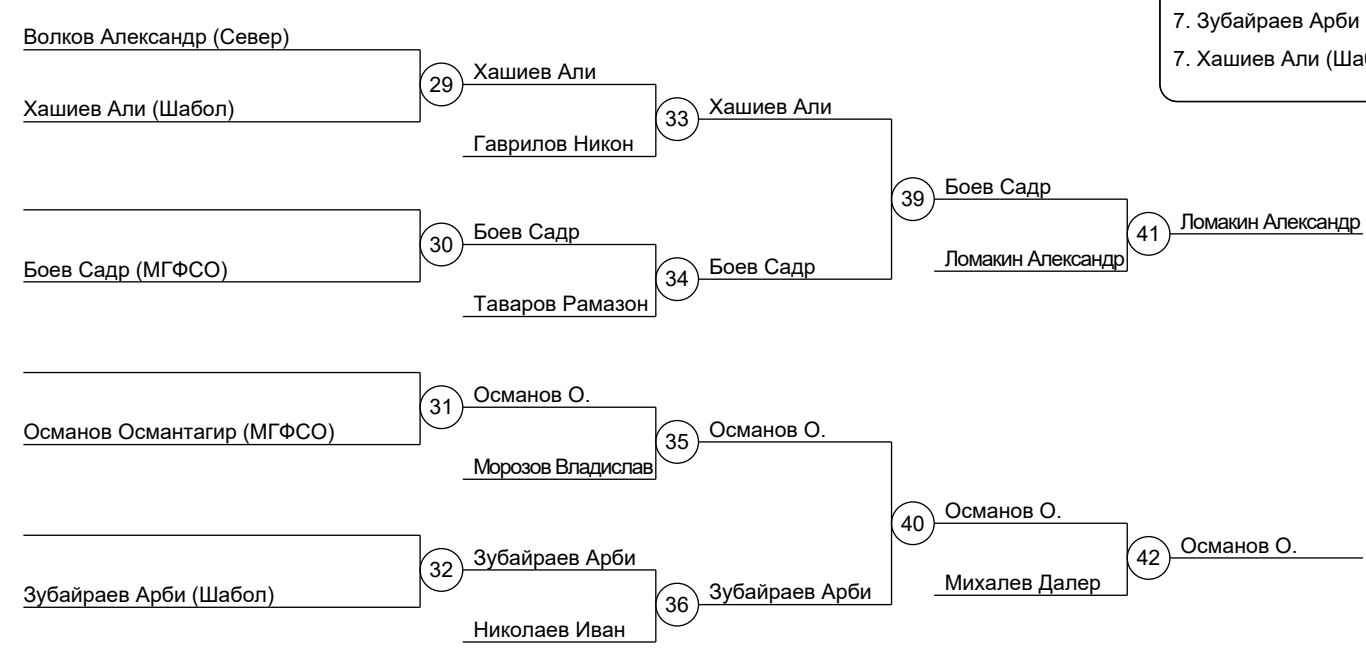 7. Зубайраев Арби
7. Хашиев Али
Волков Александр (Север)
29
Хашиев Али
Хашиев Али (Шабол)
33
Хашиев Али
Гаврилов Никон
39
Боев Садр
30
Боев Садр
Боев Садр (МГФСО)
34
Боев Садр
Таваров Рамазон
Ломакин Александр
41
Ломакин Александр
31
Османов О.
Османов Османтагир (МГФСО)
35
Османов О.
Морозов Владислав
40
Османов О.
32
Зубайраев Арби
Зубайраев Арби (Шабол)
36
Зубайраев Арби
Николаев Иван
Михалев Далер
42
Османов О.